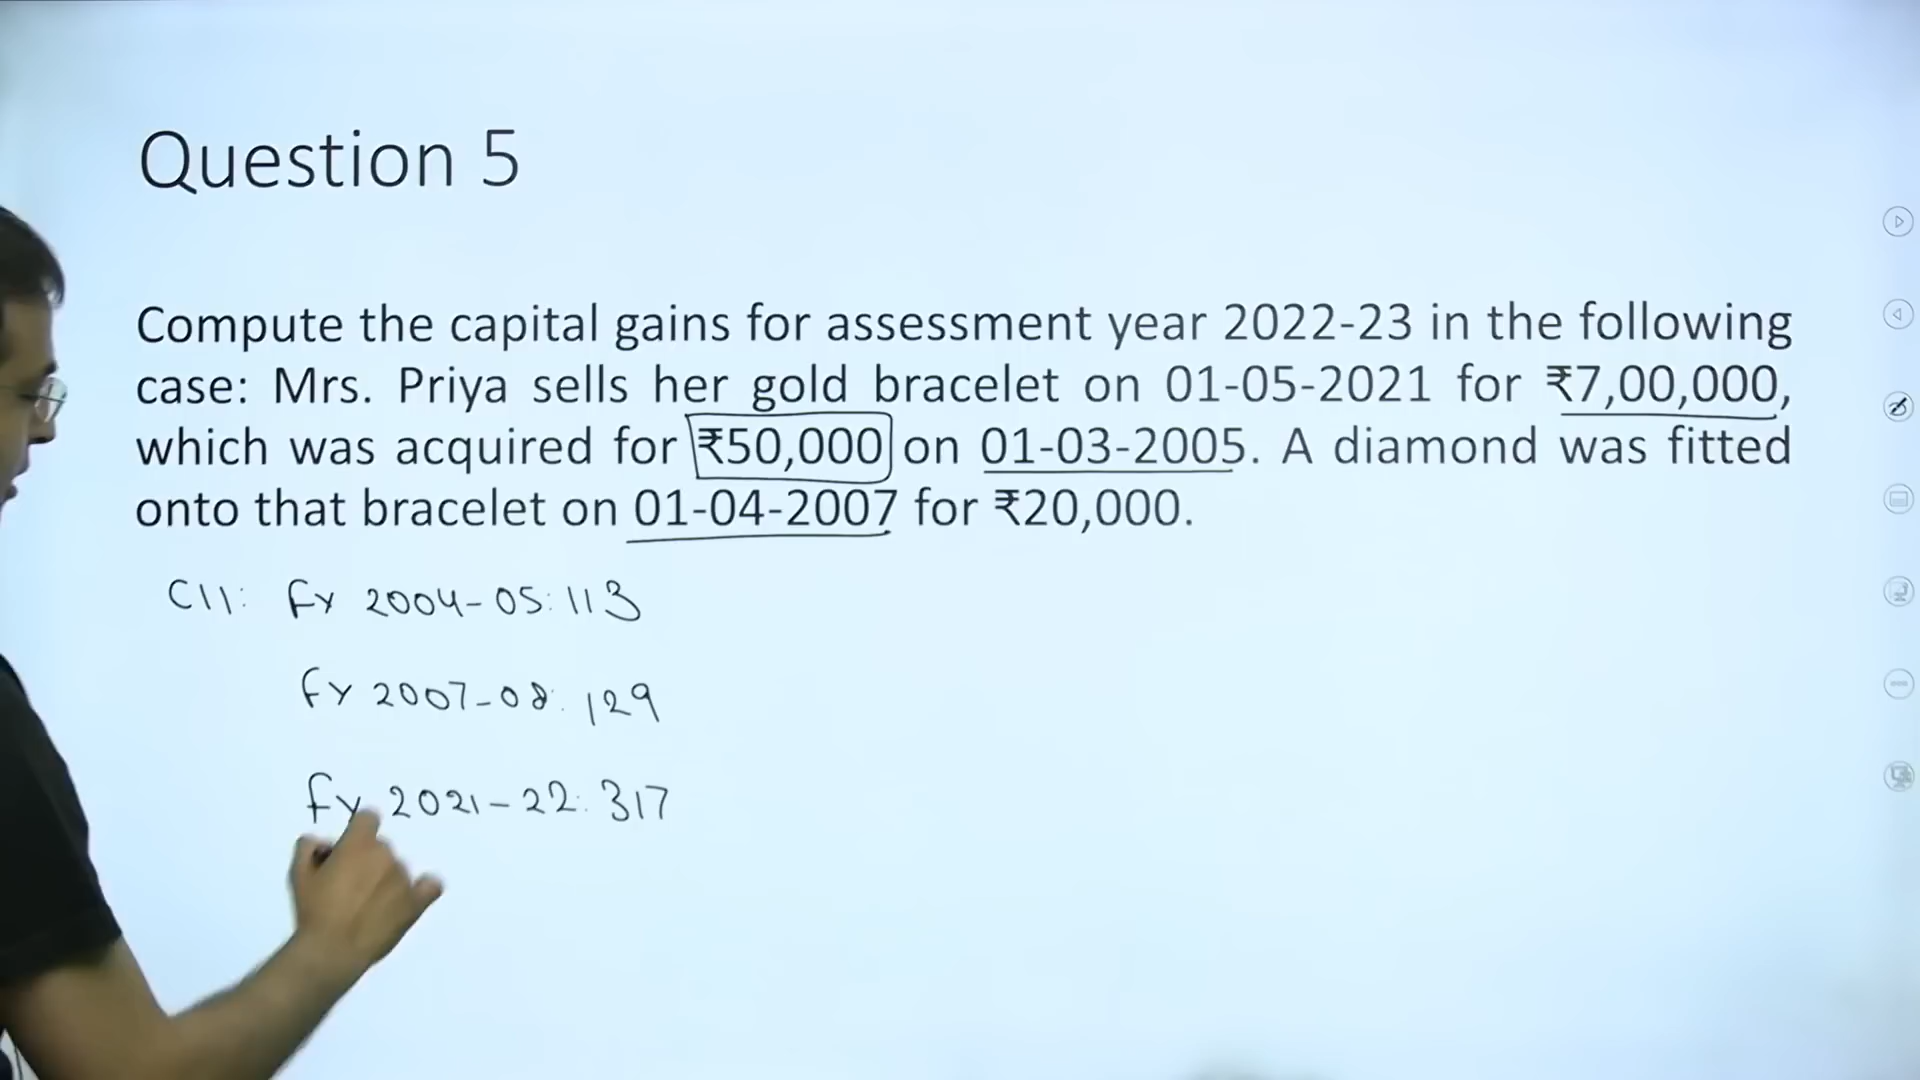 Question 5
Compute the capital gains for assessment year 2022-23 in the following
case: Mrs. Priya sells her gold bracelet on 01-05-2021 for ₹7,00,000,
which was acquired for ₹50,000 on 01-03-2005. A diamond was fitted
onto that bracelet on 01-04-2007 for ₹20,000.
CII: FY 2004-05: 113
FY 2007-08: 129
FY 2021-22: 317